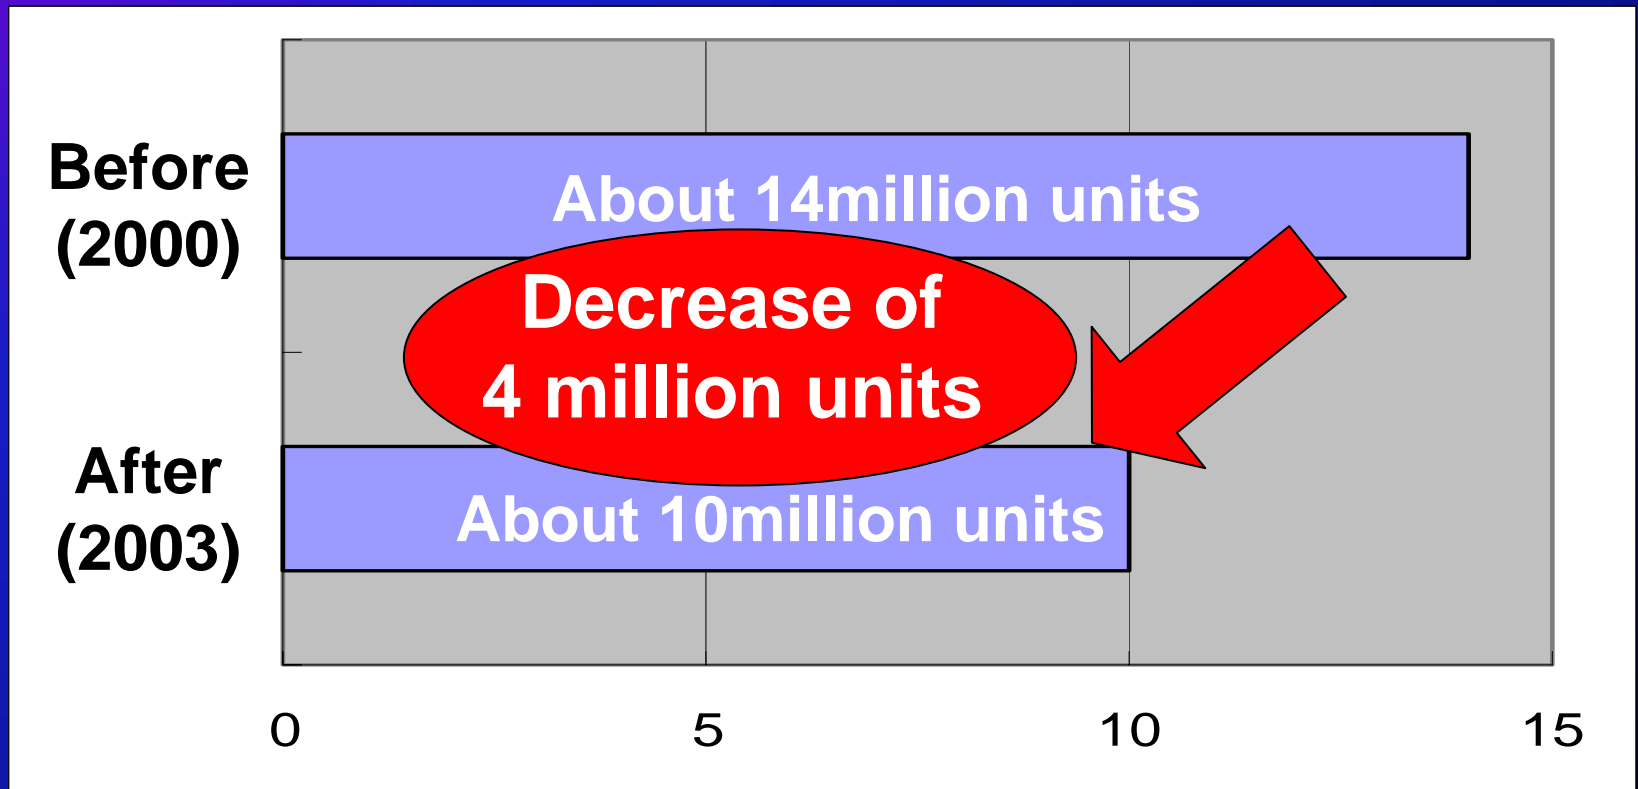 Before
(2000)
About 14million units
Decrease of
4 million units
After
(2003)
About 10million units
0 5 10 15